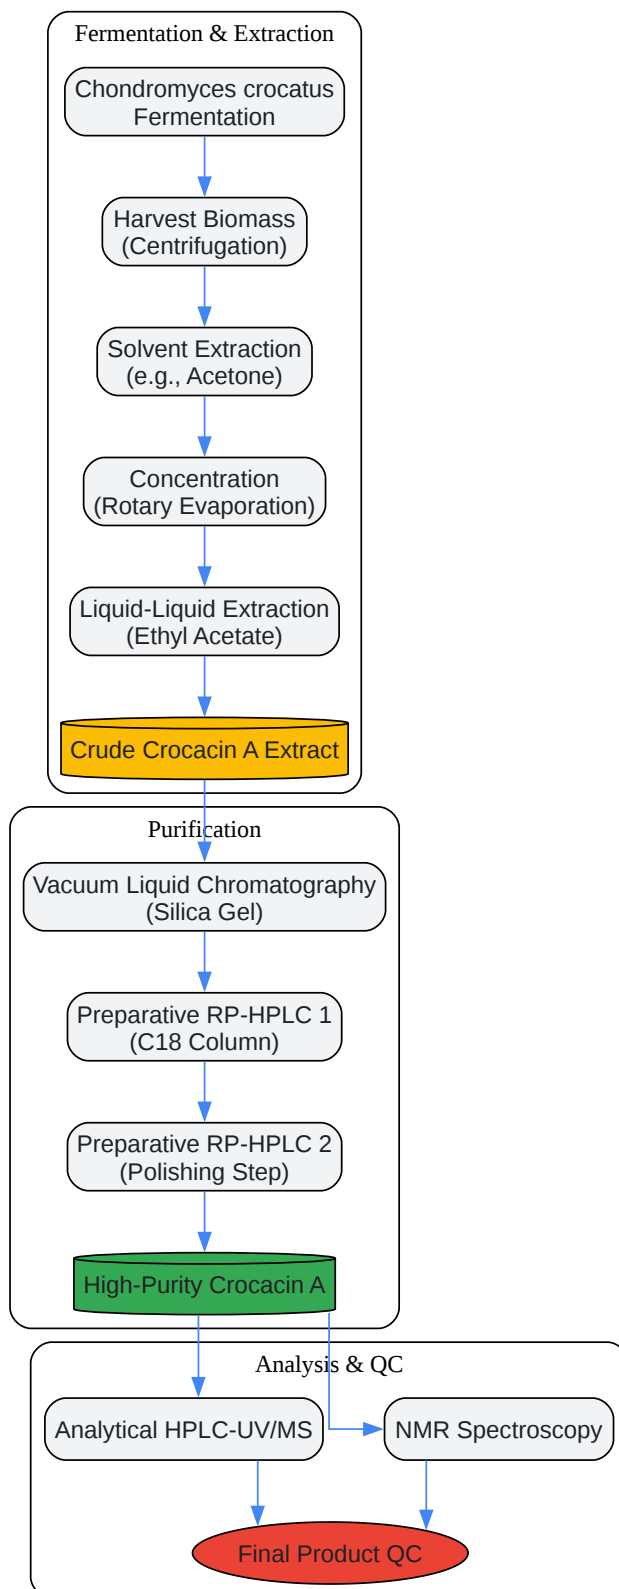 Fermentation & Extraction
Chondromyces crocatus
Fermentation
Harvest Biomass
(Centrifugation)
Solvent Extraction
(e.g., Acetone)
Concentration
(Rotary Evaporation)
Liquid-Liquid Extraction
(Ethyl Acetate)
Crude Crocacin A Extract
Purification
Vacuum Liquid Chromatography
(Silica Gel)
Preparative RP-HPLC 1
(C18 Column)
Preparative RP-HPLC 2
(Polishing Step)
High-Purity Crocacin A
Analysis & QC
Analytical HPLC-UV/MS
NMR Spectroscopy
Final Product QC